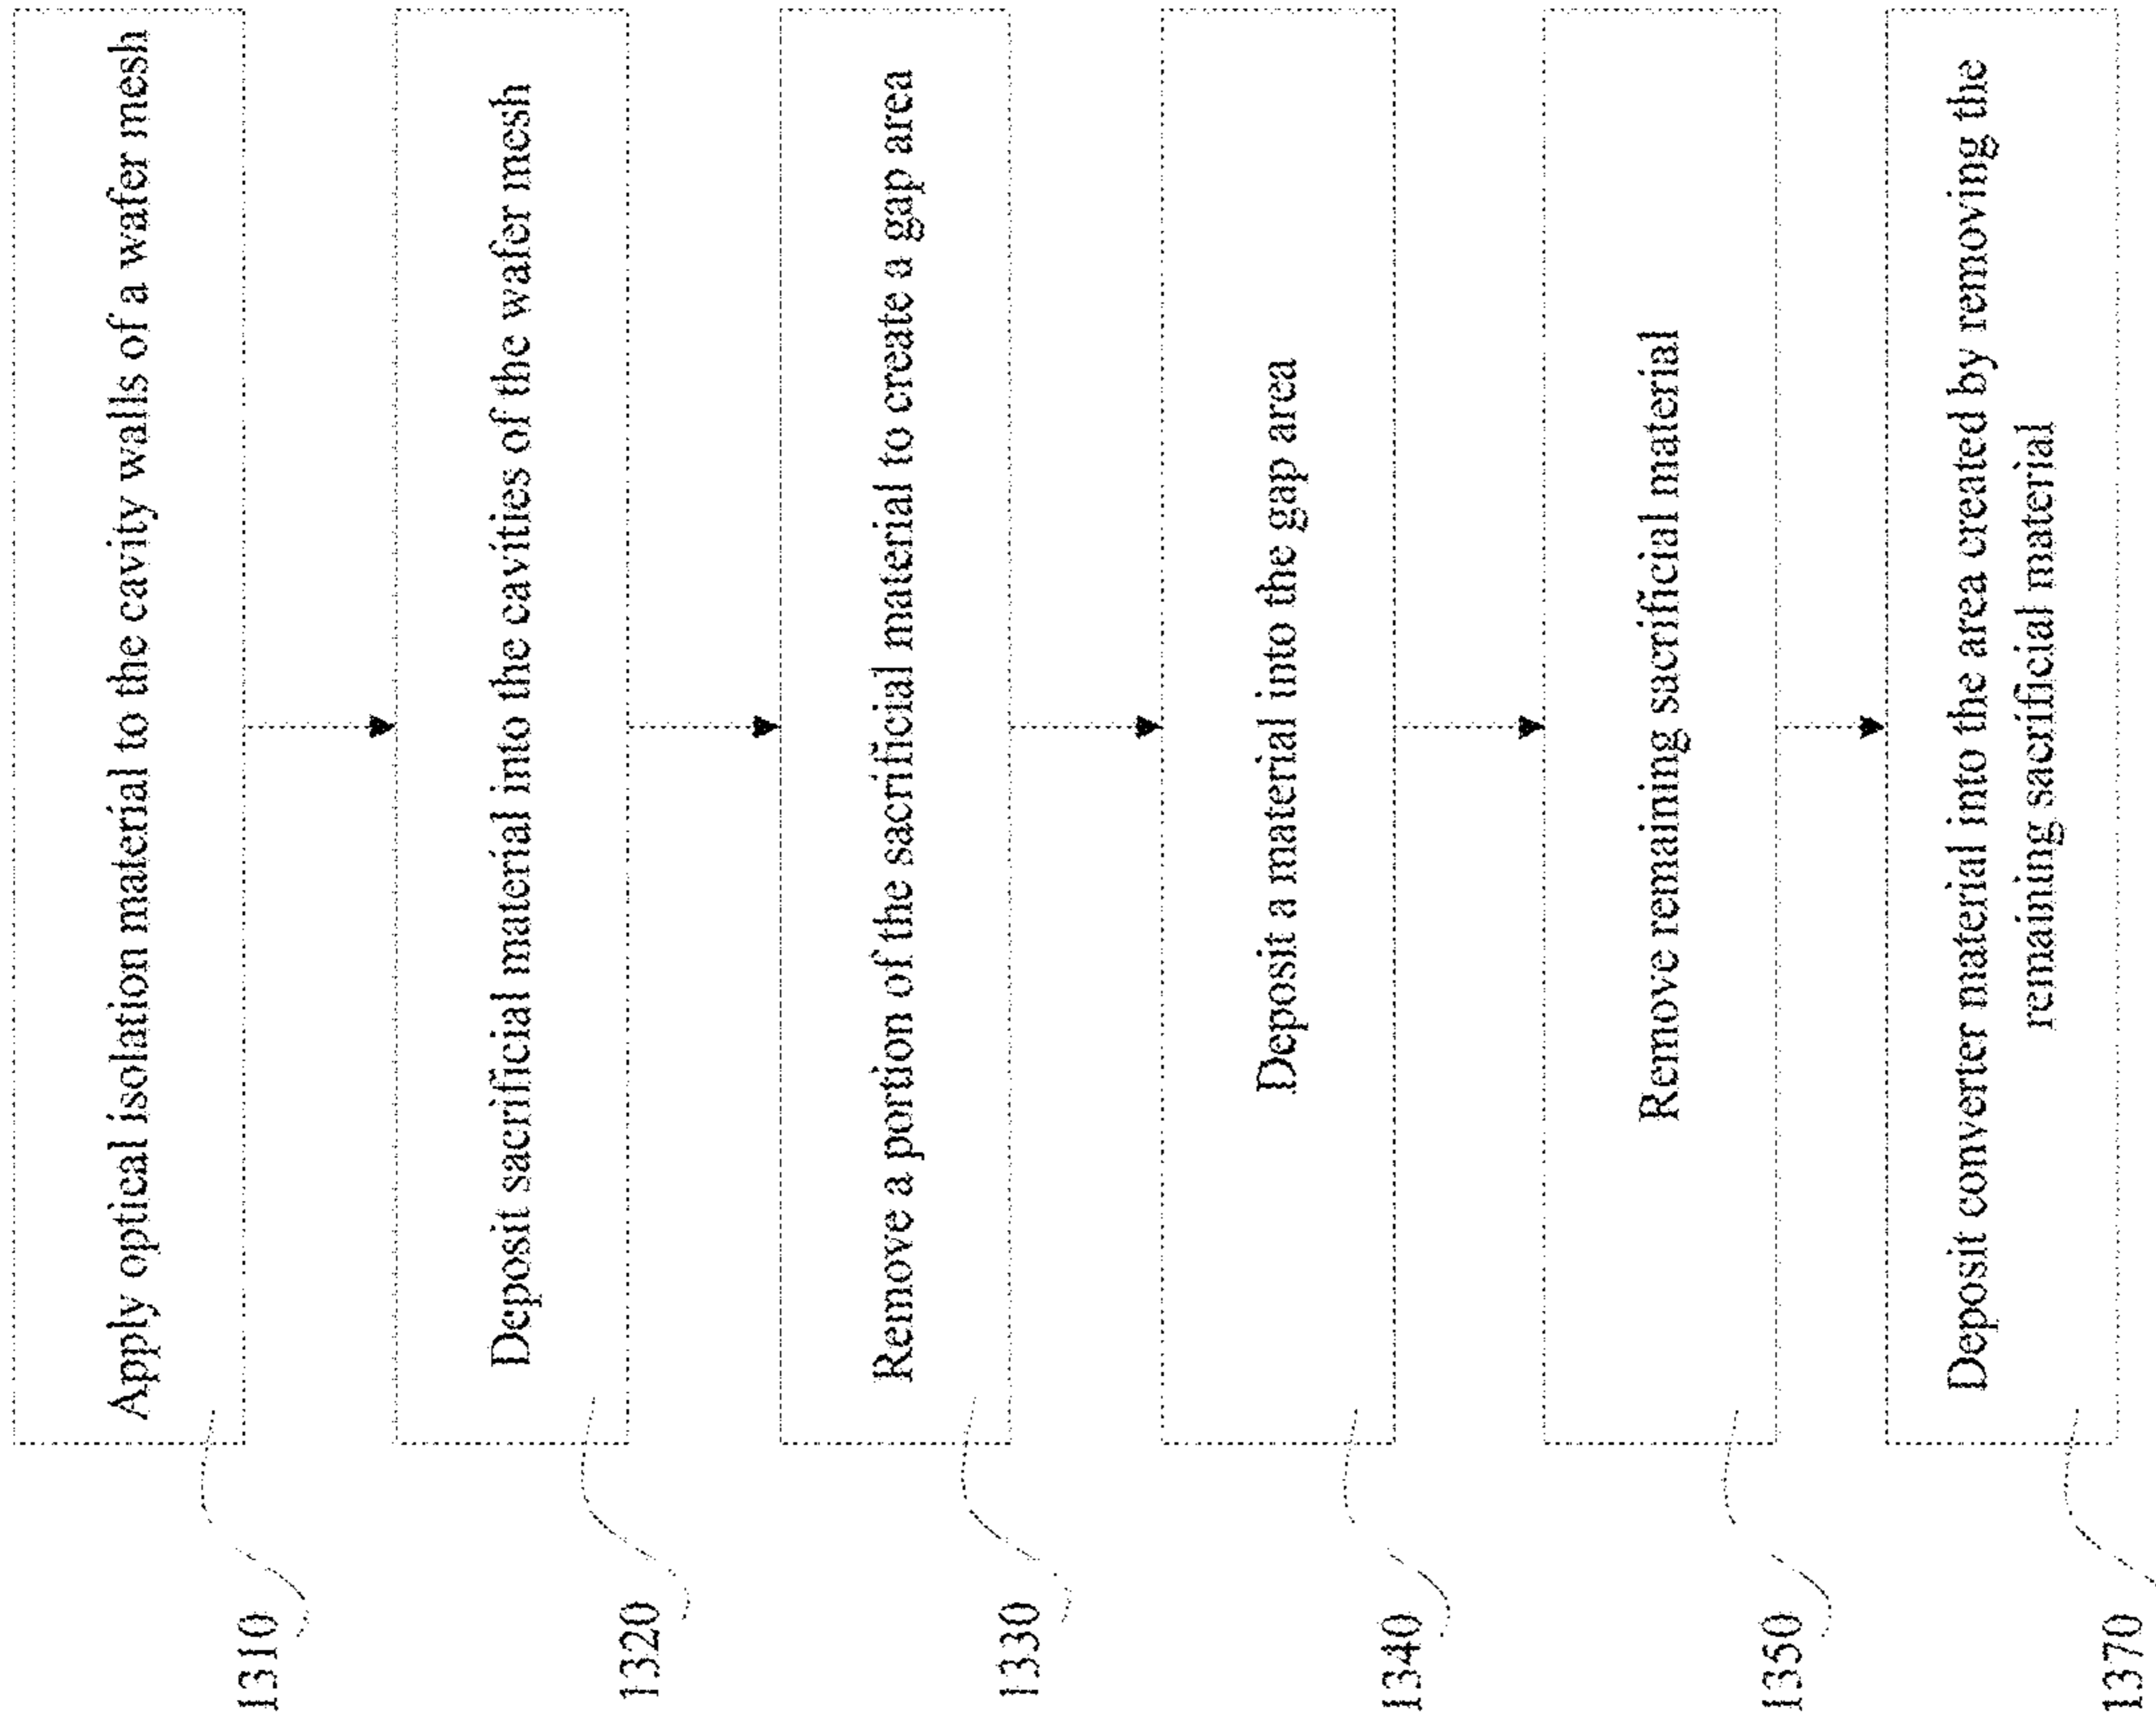 Apply optical isolation material to the cavity walls of a wafer mesh
1310
Deposit sacrificial material into the cavities of the wafer mesh
1320
Remove a portion of the sacrificial material to create a gap area
1330
Deposit a material into the gap area
1340
Remove remaining sacrificial material
1350
Deposit converter material into the area created by removing the
remaining sacrificial material
1370